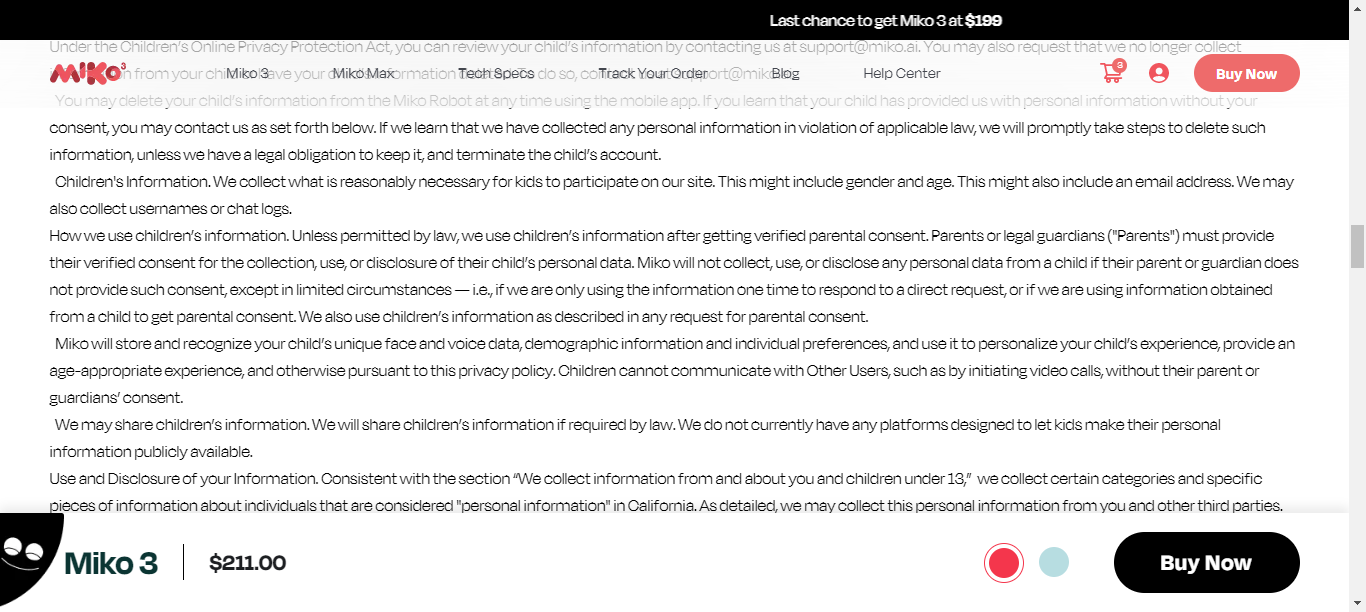 Last chance to get Miko 3 at $199
Under the Children's Online Privacy Protection Act, you can review your child's information by contacting us at support@miko.ai. You may also request that we no longer collect
miko3 Miko 3 Miko Max Tech Specs Track Your Order Blog Help Center 3 Buy Now
You may delete your child's information from the Miko Robot at any time using the mobile app. If you learn that your child has provided us with personal information without your
consent, you may contact us as set forth below. If we learn that we have collected any personal information in violation of applicable law, we will promptly take steps to delete such
information, unless we have a legal obligation to keep it, and terminate the child's account.
Children's Information. We collect what is reasonably necessary for kids to participate on our site. This might include gender and age. This might also include an email address. We may
also collect usernames or chat logs.
How we use children's information. Unless permitted by law, we use children's information after getting verified parental consent. Parents or legal guardians ("Parents") must provide
their verified consent for the collection, use, or disclosure of their child's personal data. Miko will not collect, use, or disclose any personal data from a child if their parent or guardian does
not provide such consent, except in limited circumstances — i.e., if we are only using the information one time to respond to a direct request, or if we are using information obtained
from a child to get parental consent. We also use children's information as described in any request for parental consent.
Miko will store and recognize your child's unique face and voice data, demographic information and individual preferences, and use it to personalize your child's experience, provide an
age-appropriate experience, and otherwise pursuant to this privacy policy. Children cannot communicate with Other Users, such as by initiating video calls, without their parent or
guardians' consent.
We may share children's information. We will share children's information if required by law. We do not currently have any platforms designed to let kids make their personal
information publicly available.
Use and Disclosure of your Information. Consistent with the section “We collect information from and about you and children under 13,” we collect certain categories and specific
pieces of information about individuals that are considered "personal information" in California. As detailed, we may collect this personal information from you and other third parties.
Miko 3 $211.00 Buy Now